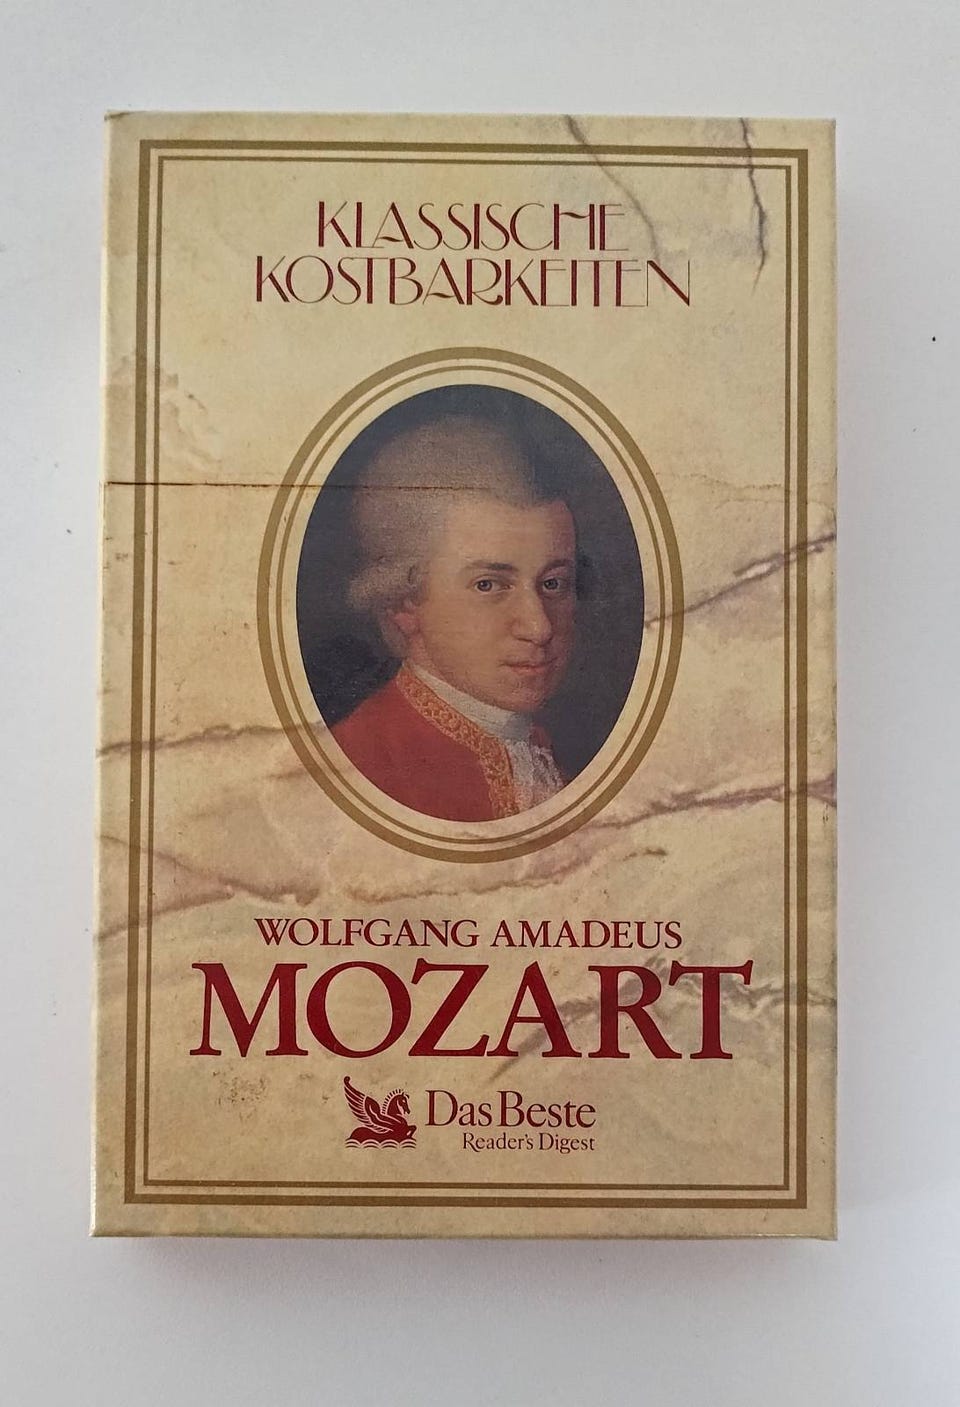 KLASSISCHE
KOSTBARKEITEN
WOLFGANG AMADEUS
MOZART
Das Beste
Reader's Digest